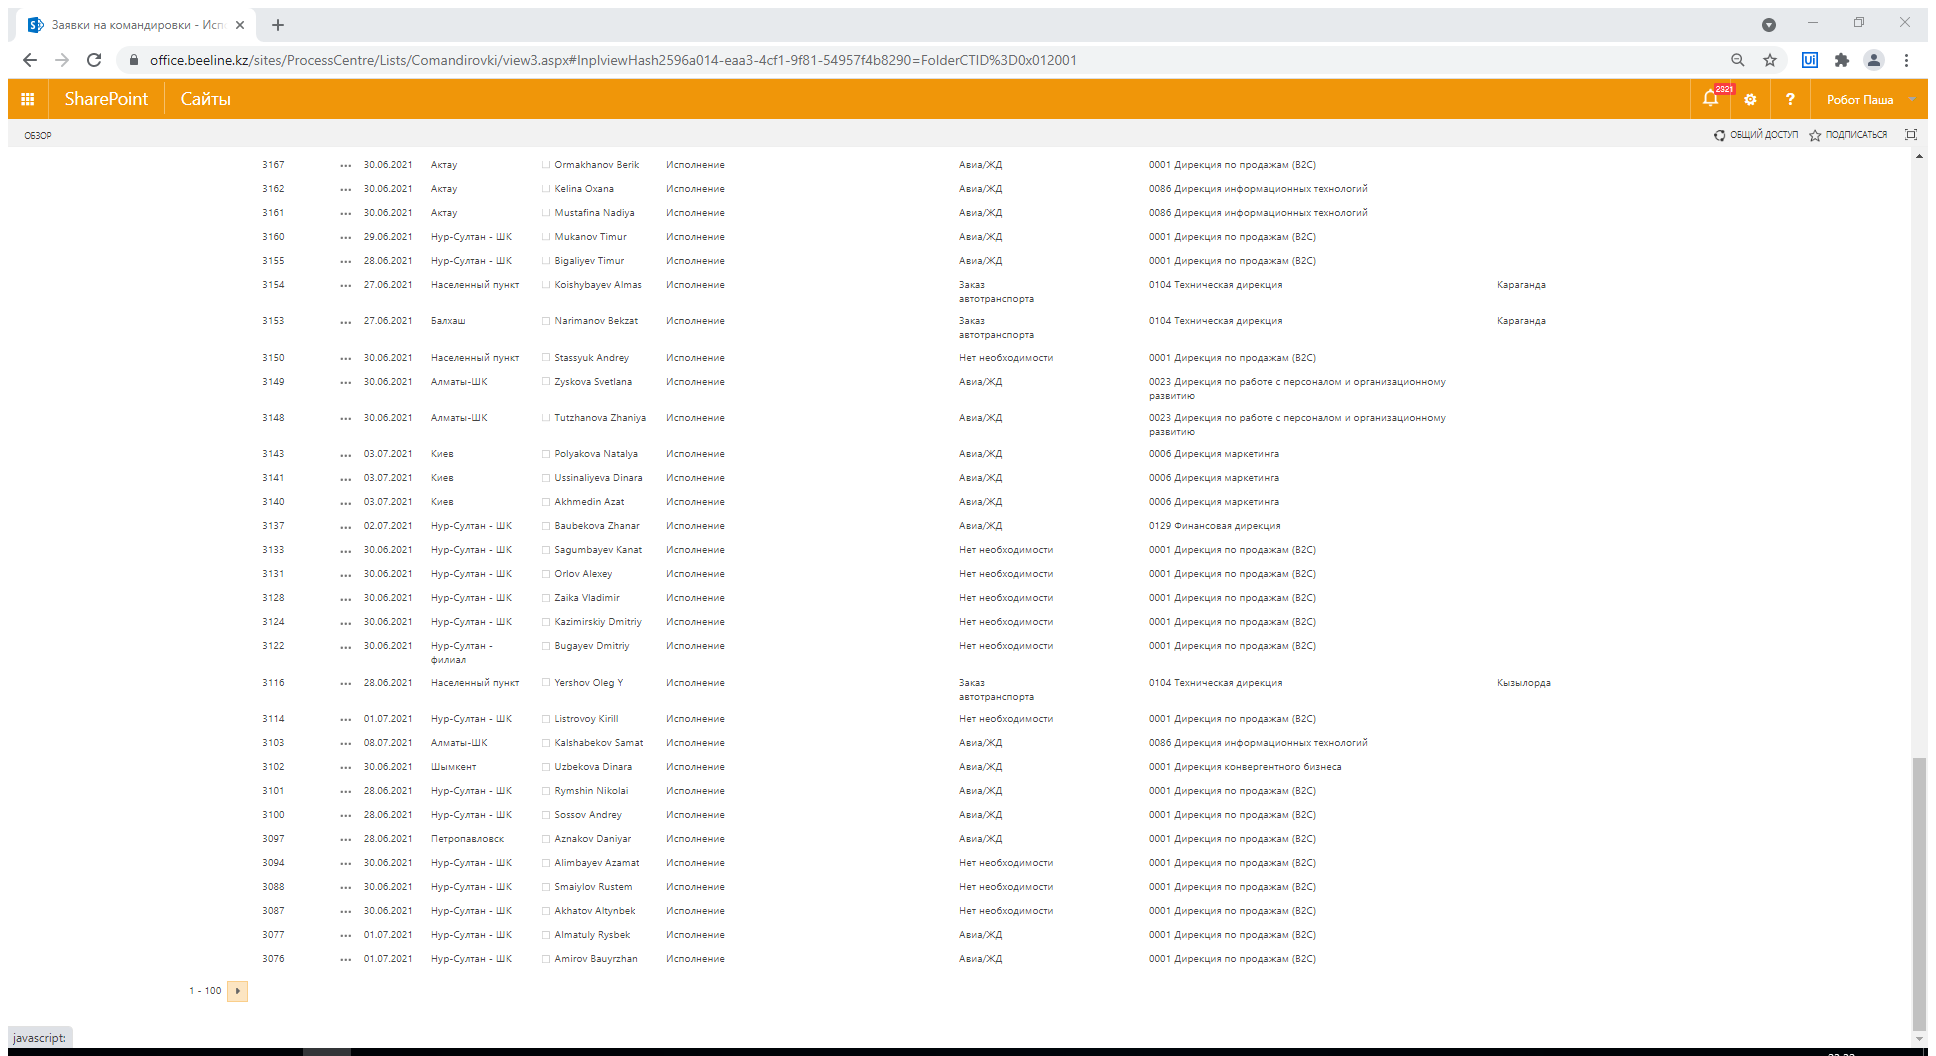 Заявки на командировки - Исп
office.beeline.kz/sites/ProcessCentre/Lists/Comandirovki/view3.aspx#InplviewHash2596a014-eaa3-4cf1-9f81-54957f4b8290=FolderCTID%3D0x012001
SharePoint Сайты 2821 ? Робот Паша
ОБЗОР ОБЩИЙ ДОСТУП ПОДПИСАТЬСЯ
3167 ... 30.06.2021 Актау Ormakhanov Berik Исполнение Авиа/ЖД 0001 Дирекция по продажам (B2C)
3162 ... 30.06.2021 Актау Kelina Oxana Исполнение Авиа/ЖД 0086 Дирекция информационных технологий
3161 ... 30.06.2021 Актау Mustafina Nadiya Исполнение Авиа/ЖД 0086 Дирекция информационных технологий
3160 ... 29.06.2021 Нур-Султан - ШК Mukanov Timur Исполнение Авиа/ЖД 0001 Дирекция по продажам (B2C)
3155 ... 28.06.2021 Нур-Султан - ШК Bigaliyev Timur Исполнение Авиа/ЖД 0001 Дирекция по продажам (B2C)
3154 ... 27.06.2021 Населенный пункт Koishybayev Almas Исполнение Заказ 0104 Техническая дирекция Караганда
автотранспорта
3153 ... 27.06.2021 Балхаш Narimanov Bekzat Исполнение Заказ 0104 Техническая дирекция Караганда
автотранспорта
3150 ... 30.06.2021 Населенный пункт Stassyuk Andrey Исполнение Нет необходимости 0001 Дирекция по продажам (B2C)
3149 ... 30.06.2021 Алматы-ШК Zyskova Svetlana Исполнение Авиа/ЖД 0023 Дирекция по работе с персоналом и организационному
развитию
3148 ... 30.06.2021 Алматы-ШК Tutzhanova Zhaniya Исполнение Авиа/ЖД 0023 Дирекция по работе с персоналом и организационному
развитию
3143 ... 03.07.2021 Киев Polyakova Natalya Исполнение Авиа/ЖД 0006 Дирекция маркетинга
3141 ... 03.07.2021 Киев Ussinaliyeva Dinara Исполнение Авиа/ЖД 0006 Дирекция маркетинга
3140 ... 03.07.2021 Киев Akhmedin Azat Исполнение Авиа/ЖД 0006 Дирекция маркетинга
3137 ... 02.07.2021 Нур-Султан - ШК Baubekova Zhanar Исполнение Авиа/ЖД 0129 Финансовая дирекция
3133 ... 30.06.2021 Нур-Султан - ШК Sagumbayev Kanat Исполнение Нет необходимости 0001 Дирекция по продажам (B2C)
3131 ... 30.06.2021 Нур-Султан - ШК Orlov Alexey Исполнение Нет необходимости 0001 Дирекция по продажам (B2C)
3128 ... 30.06.2021 Нур-Султан - ШК Zaika Vladimir Исполнение Нет необходимости 0001 Дирекция по продажам (B2C)
3124 ... 30.06.2021 Нур-Султан - ШК Kazimirskiy Dmitriy Исполнение Нет необходимости 0001 Дирекция по продажам (B2C)
3122 ... 30.06.2021 Нур-Султан - Bugayev Dmitriy Исполнение Нет необходимости 0001 Дирекция по продажам (B2C)
филиал
3116 ... 28.06.2021 Населенный пункт Yershov Oleg Y Исполнение Заказ 0104 Техническая дирекция Кызылорда
автотранспорта
3114 ... 01.07.2021 Нур-Султан - ШК Listrovoy Kirill Исполнение Нет необходимости 0001 Дирекция по продажам (B2C)
3103 ... 08.07.2021 Алматы-ШК Kalshabekov Samat Исполнение Авиа/ЖД 0086 Дирекция информационных технологий
3102 ... 30.06.2021 Шымкент Uzbekova Dinara Исполнение Авиа/ЖД 0001 Дирекция конвергентного бизнеса
3101 ... 28.06.2021 Нур-Султан - ШК Rymshin Nikolai Исполнение Авиа/ЖД 0001 Дирекция по продажам (B2C)
3100 ... 28.06.2021 Нур-Султан - ШК Sossov Andrey Исполнение Авиа/ЖД 0001 Дирекция по продажам (B2C)
3097 ... 28.06.2021 Петропавловск Aznakov Daniyar Исполнение Авиа/ЖД 0001 Дирекция по продажам (B2C)
3094 ... 30.06.2021 Нур-Султан - ШК Alimbayev Azamat Исполнение Нет необходимости 0001 Дирекция по продажам (B2C)
3088 ... 30.06.2021 Нур-Султан - ШК Smaiylov Rustem Исполнение Нет необходимости 0001 Дирекция по продажам (B2C)
3087 ... 30.06.2021 Нур-Султан - ШК Akhatov Altynbek Исполнение Нет необходимости 0001 Дирекция по продажам (B2C)
3077 ... 01.07.2021 Нур-Султан - ШК Almatuly Rysbek Исполнение Авиа/ЖД 0001 Дирекция по продажам (B2C)
3076 ... 01.07.2021 Нур-Султан - ШК Amirov Bauyrzhan Исполнение Авиа/ЖД 0001 Дирекция по продажам (B2C)
1 - 100
javascript: